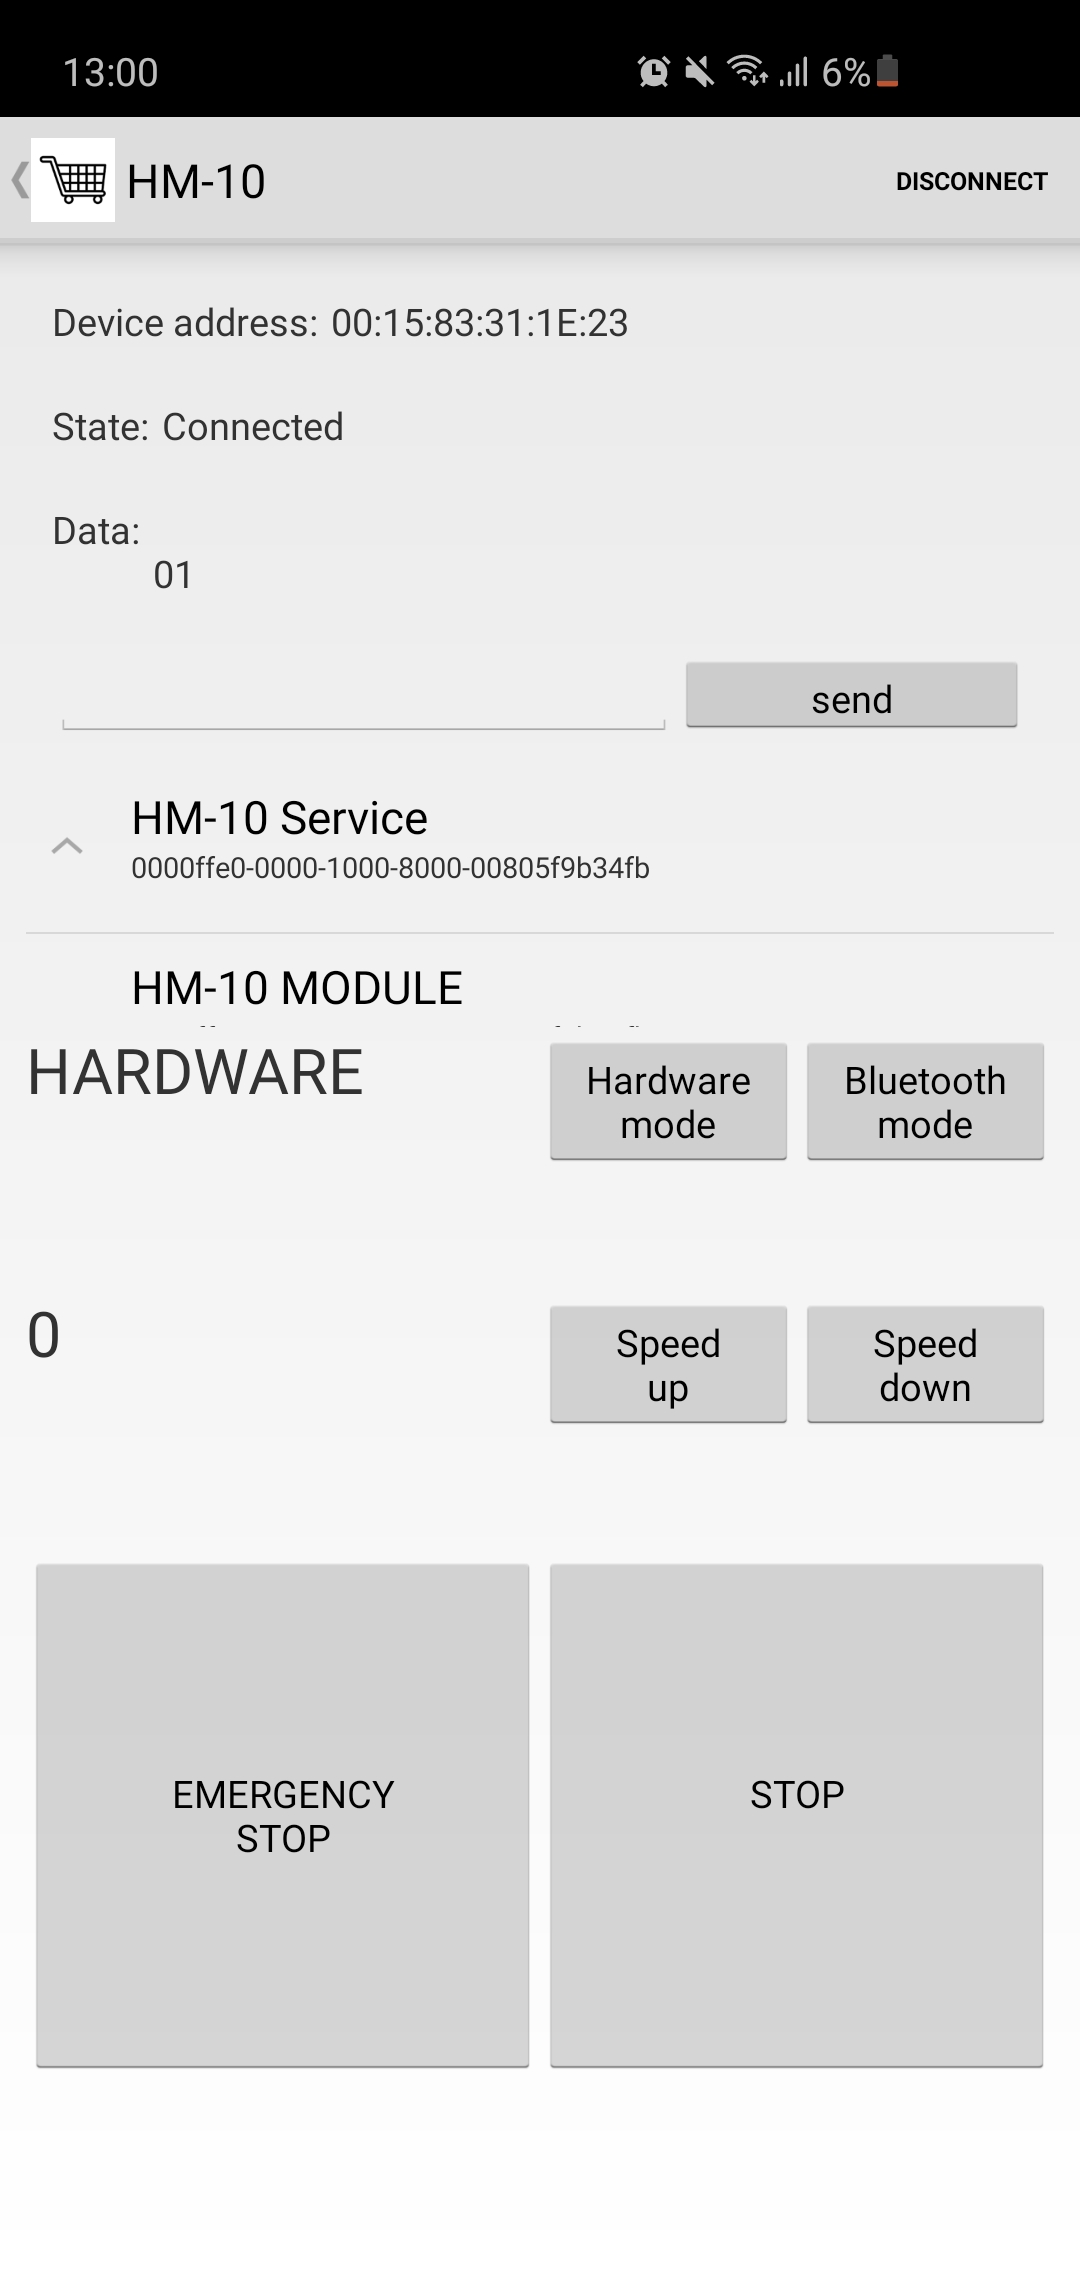 13:00 6%
HM-10 DISCONNECT
Device address: 00:15:83:31:1E:23
State: Connected
Data:
01
send
HM-10 Service
0000ffe0-0000-1000-8000-00805f9b34fb
HM-10 MODULE
HARDWARE
Hardware
mode
Bluetooth
mode
0
Speed
up
Speed
down
EMERGENCY
STOP
STOP